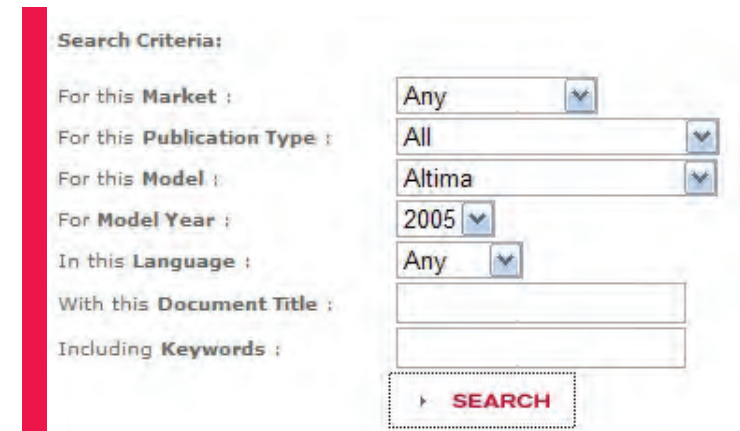 Search Criteria:
For this Market : Any
For this Publication Type : All
For this Model : Altima
For Model Year : 2005
In this Language : Any
With this Document Title :
Including Keywords :
SEARCH